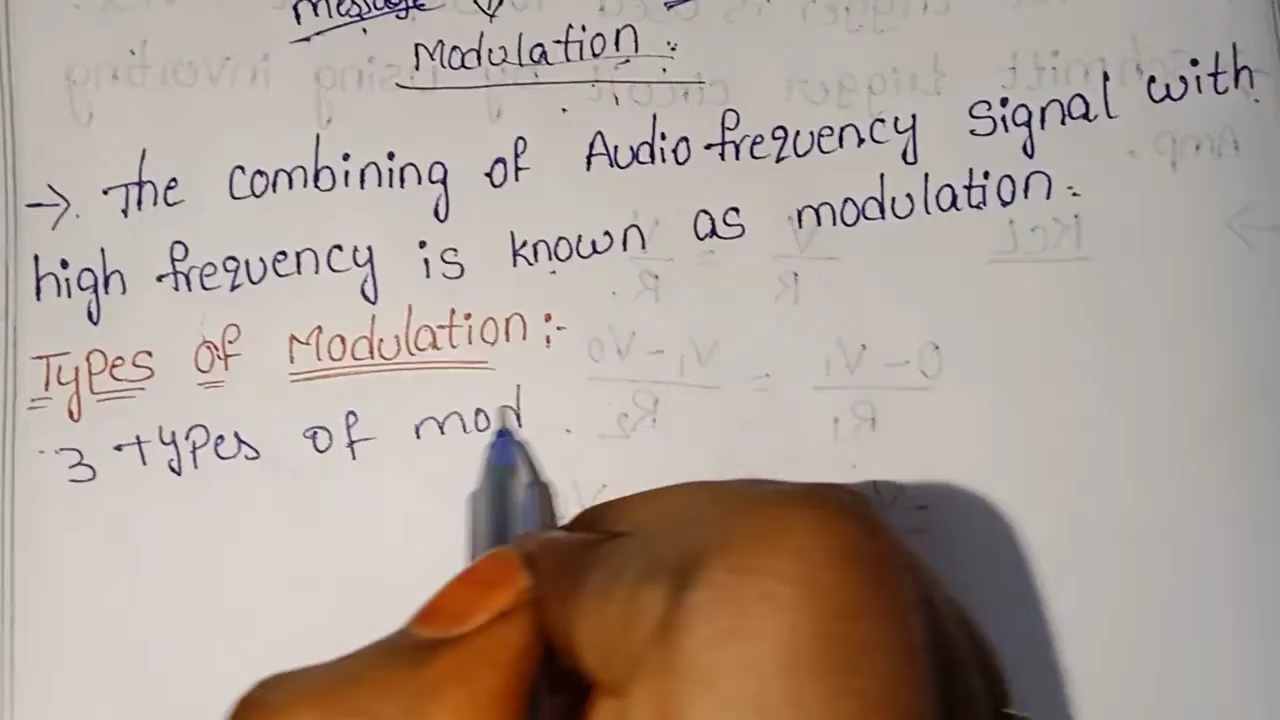 message
Modulation :
→ The combining of Audio frequency signal with
high frequency is known as modulation.
Types of Modulation :-
3 types of mod